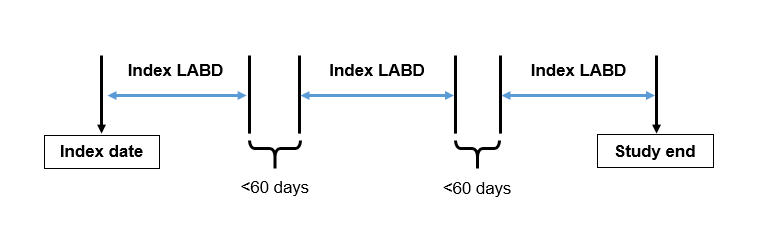 Index LABD
Index LABD
Index LABD
Index date
Study end
<60 days
<60 days